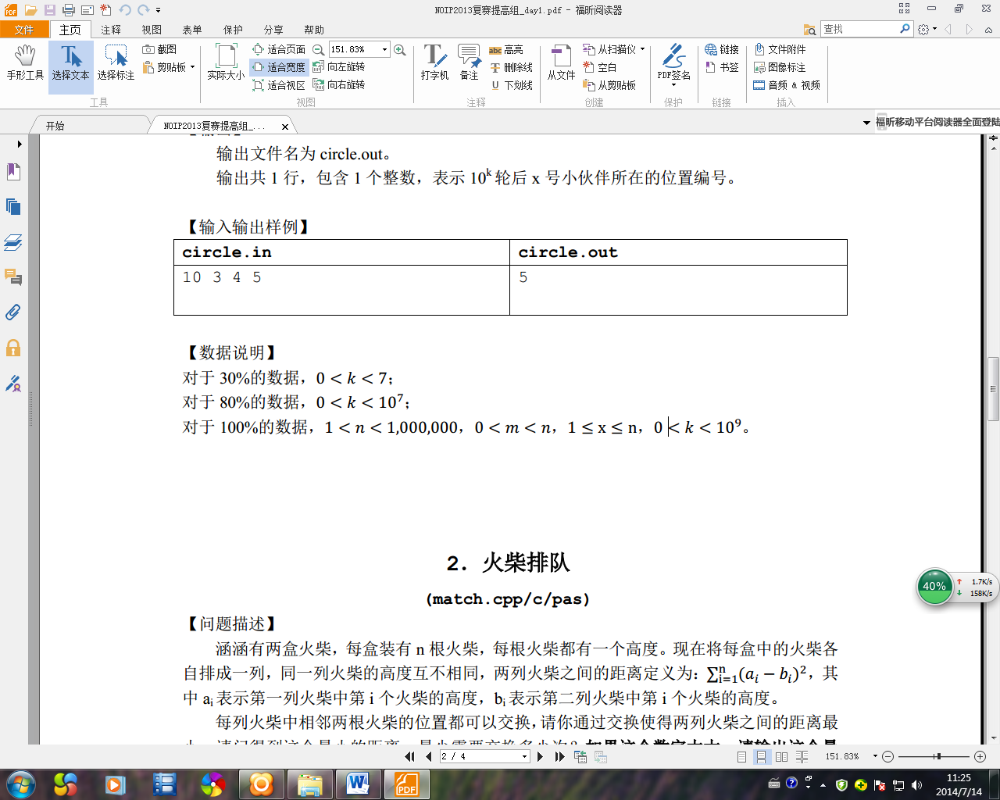 NOIP2013复赛提高组_day1.pdf - 福昕阅读器
文件 主页 注释 视图 表单 保护 分享 帮助
查找
手形工具 选择文本 选择标注 截图 剪贴板
工具
实际大小 适合页面 适合宽度 适合视区 151.83% 向左旋转 向右旋转
视图
打字机 备注 高亮 删除线 下划线
注释
从文件 从扫描仪 空白 从剪贴板
创建
PDF签名
保护
链接 书签
链接
文件附件 图像标注 音频 & 视频
插入
开始 NOIP2013复赛提高组_... 福昕移动平台阅读器全面登陆
输出文件名为 circle.out。
输出共 1 行，包含 1 个整数，表示 10^k 轮后 x 号小伙伴所在的位置编号。
【输入输出样例】
circle.in circle.out
10 3 4 5 5
【数据说明】
对于 30%的数据，0 < k < 7；
对于 80%的数据，0 < k < 10^7；
对于 100%的数据，1 < n < 1,000,000，0 < m < n，1 ≤ x ≤ n，0 < k < 10^9。
2. 火柴排队
(match.cpp/c/pas)
【问题描述】
涵涵有两盒火柴，每盒装有 n 根火柴，每根火柴都有一个高度。现在将每盒中的火柴各
自排成一列，同一列火柴的高度互不相同，两列火柴之间的距离定义为：∑_{i=1}^{n}(a_i − b_i)^2，其
中 a_i 表示第一列火柴中第 i 个火柴的高度，b_i 表示第二列火柴中第 i 个火柴的高度。
每列火柴中相邻两根火柴的位置都可以交换，请你通过交换使得两列火柴之间的距离最
2 / 4 151.83%
40% 1.7K/s
158K/s
11:25
2014/7/14